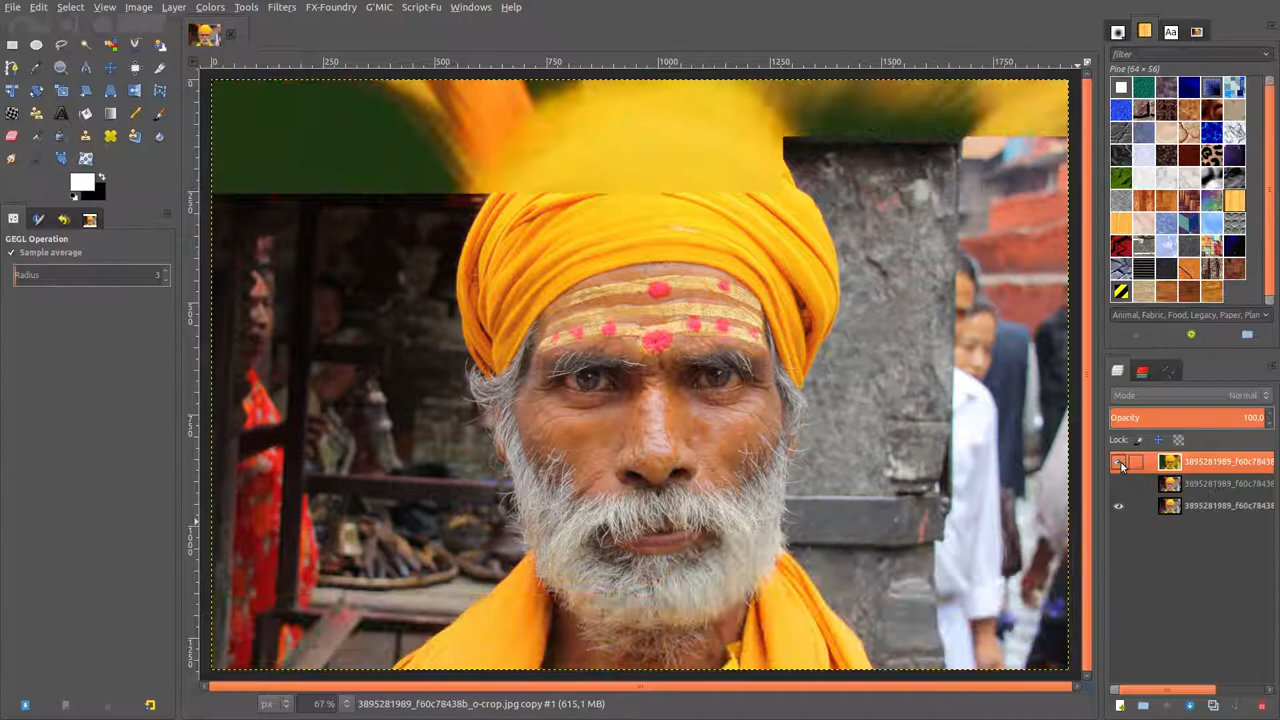 File Edit Select View Image Layer Colors Tools Filters FX-Foundry G'MIC Script-Fu Windows Help
0 250 500 750 1000 1250 1500 1750
filter
Pine (64 × 56)
GEGL Operation
Sample average
Radius 3
Animal, Fabric, Food, Legacy, Paper, Plan
Mode Normal
Opacity 100,0
Lock:
3895281989_f60c78438
3895281989_f60c78438
3895281989_f60c78438
px 67 % 3895281989_f60c78438b_o-crop.jpg copy #1 (615,1 MB)